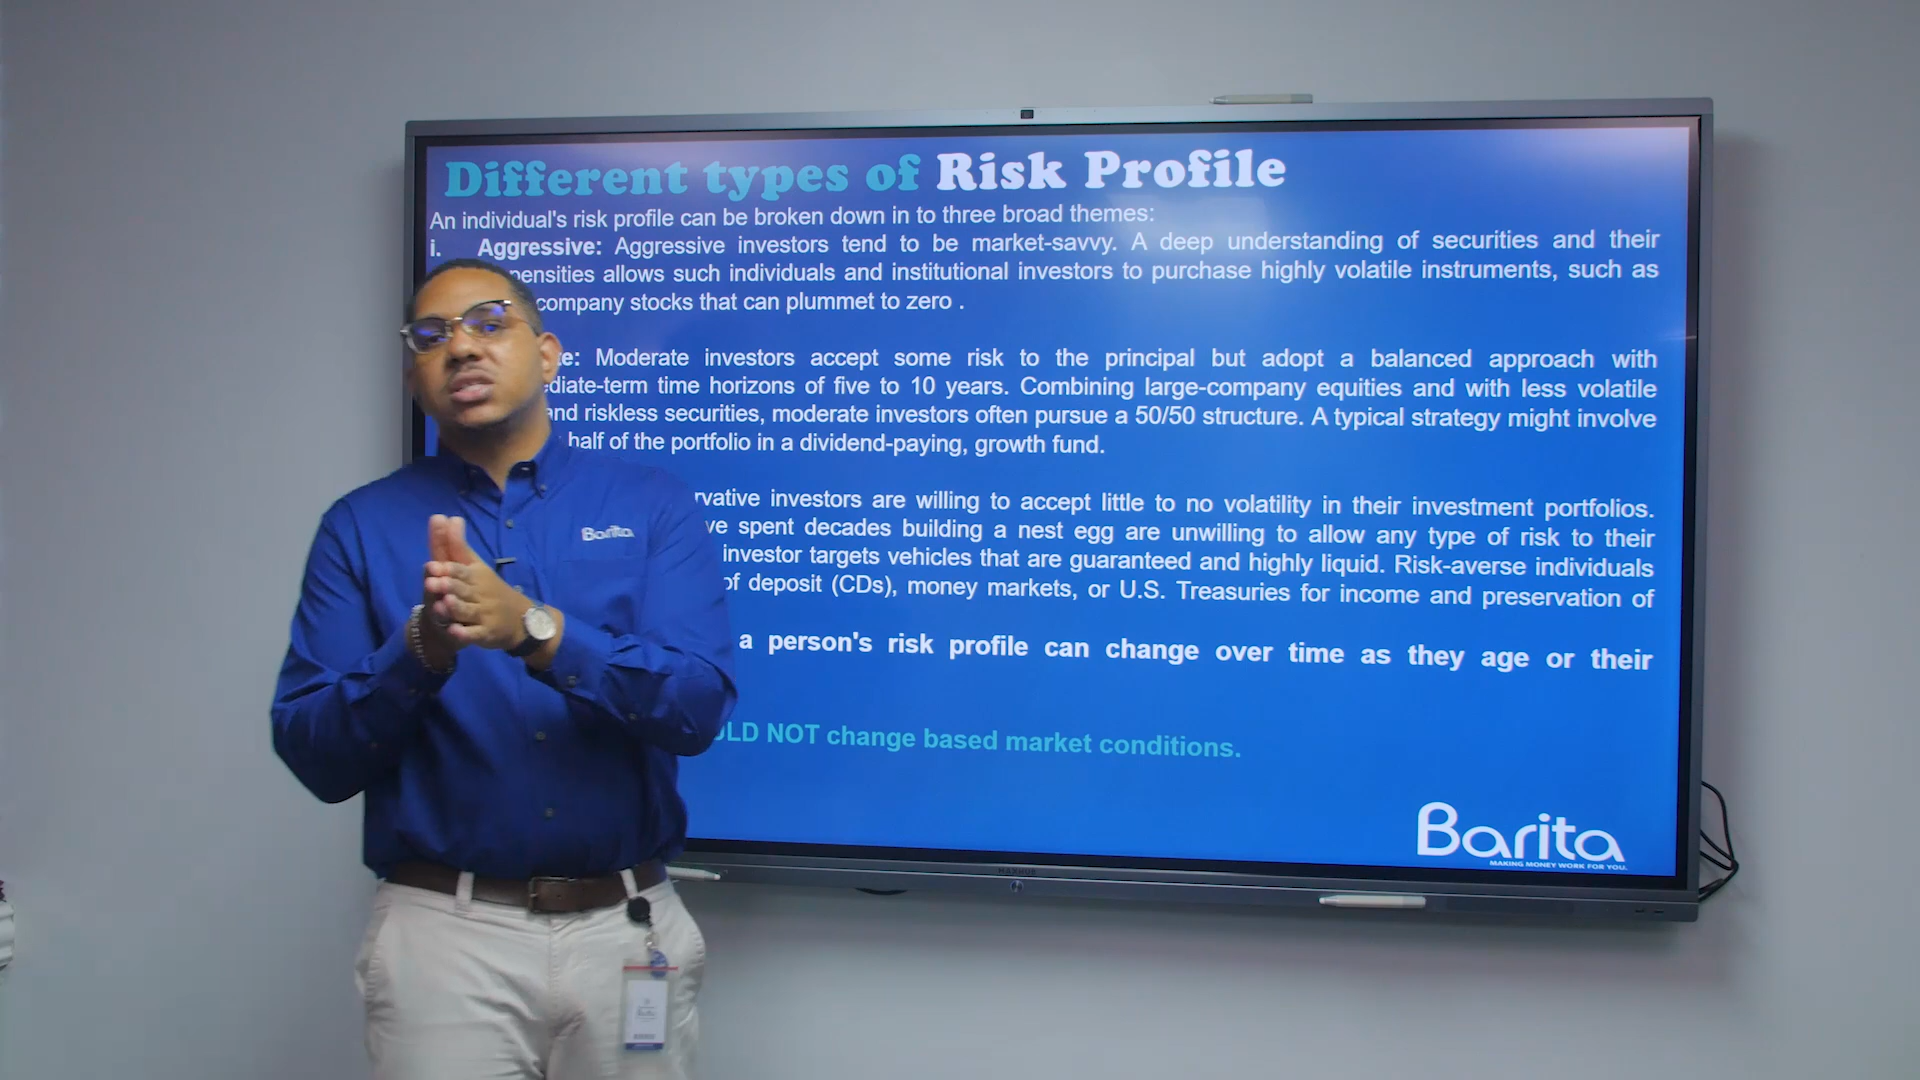 Different types of Risk Profile
An individual's risk profile can be broken down in to three broad themes:
i. Aggressive: Aggressive investors tend to be market-savvy. A deep understanding of securities and their
allows such individuals and institutional investors to purchase highly volatile instruments, such as
company stocks that can plummet to zero .
Moderate investors accept some risk to the principal but adopt a balanced approach with
time horizons of five to 10 years. Combining large-company equities and with less volatile
and riskless securities, moderate investors often pursue a 50/50 structure. A typical strategy might involve
half of the portfolio in a dividend-paying, growth fund.
investors are willing to accept little to no volatility in their investment portfolios.
spent decades building a nest egg are unwilling to allow any type of risk to their
investor targets vehicles that are guaranteed and highly liquid. Risk-averse individuals
of deposit (CDs), money markets, or U.S. Treasuries for income and preservation of
a person's risk profile can change over time as they age or their
NOT change based market conditions.
Barita
MAKING MONEY WORK FOR YOU.
Barita
MAXHUB